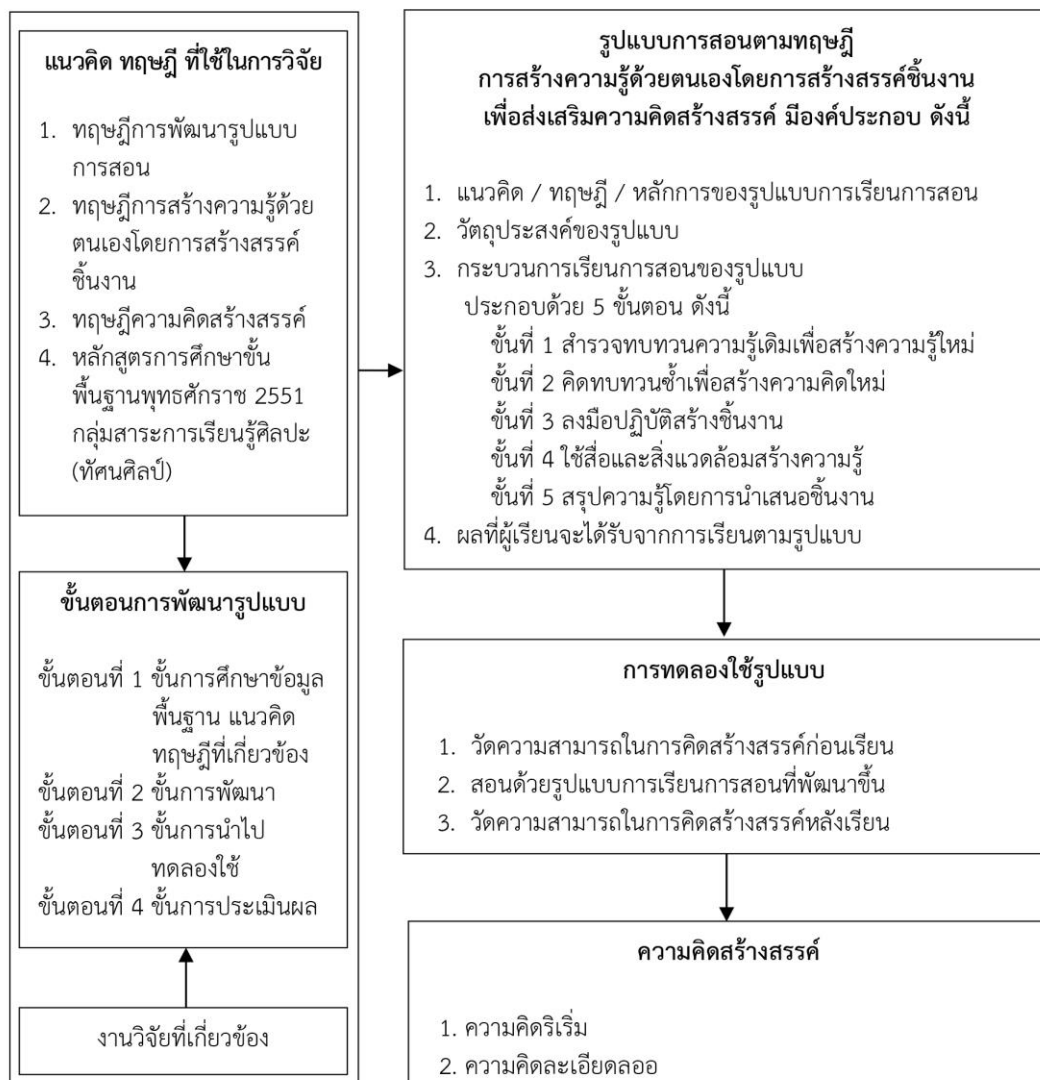 แนวคิด ทฤษฎี ที่ใช้ในการวิจัย
1. ทฤษฎีการพัฒนารูปแบบ
การสอน
2. ทฤษฎีการสร้างความรู้ด้วย
ตนเองโดยการสร้างสรรค์
ชิ้นงาน
3. ทฤษฎีความคิดสร้างสรรค์
4. หลักสูตรการศึกษาขั้น
พื้นฐานพุทธศักราช 2551
กลุ่มสาระการเรียนรู้ศิลปะ
(ทัศนศิลป์)
ขั้นตอนการพัฒนารูปแบบ
ขั้นตอนที่ 1 ขั้นการศึกษาข้อมูล
พื้นฐาน แนวคิด
ทฤษฎีที่เกี่ยวข้อง
ขั้นตอนที่ 2 ขั้นการพัฒนา
ขั้นตอนที่ 3 ขั้นการนำไป
ทดลองใช้
ขั้นตอนที่ 4 ขั้นการประเมินผล
งานวิจัยที่เกี่ยวข้อง
รูปแบบการสอนตามทฤษฎี
การสร้างความรู้ด้วยตนเองโดยการสร้างสรรค์ชิ้นงาน
เพื่อส่งเสริมความคิดสร้างสรรค์ มีองค์ประกอบ ดังนี้
1. แนวคิด / ทฤษฎี / หลักการของรูปแบบการเรียนการสอน
2. วัตถุประสงค์ของรูปแบบ
3. กระบวนการเรียนการสอนของรูปแบบ
ประกอบด้วย 5 ขั้นตอน ดังนี้
ขั้นที่ 1 สำรวจทบทวนความรู้เดิมเพื่อสร้างความรู้ใหม่
ขั้นที่ 2 คิดทบทวนซ้ำเพื่อสร้างความคิดใหม่
ขั้นที่ 3 ลงมือปฏิบัติสร้างชิ้นงาน
ขั้นที่ 4 ใช้สื่อและสิ่งแวดล้อมสร้างความรู้
ขั้นที่ 5 สรุปความรู้โดยการนำเสนอชิ้นงาน
4. ผลที่ผู้เรียนจะได้รับจากการเรียนตามรูปแบบ
การทดลองใช้รูปแบบ
1. วัดความสามารถในการคิดสร้างสรรค์ก่อนเรียน
2. สอนด้วยรูปแบบการเรียนการสอนที่พัฒนาขึ้น
3. วัดความสามารถในการคิดสร้างสรรค์หลังเรียน
ความคิดสร้างสรรค์
1. ความคิดริเริ่ม
2. ความคิดละเอียดลออ